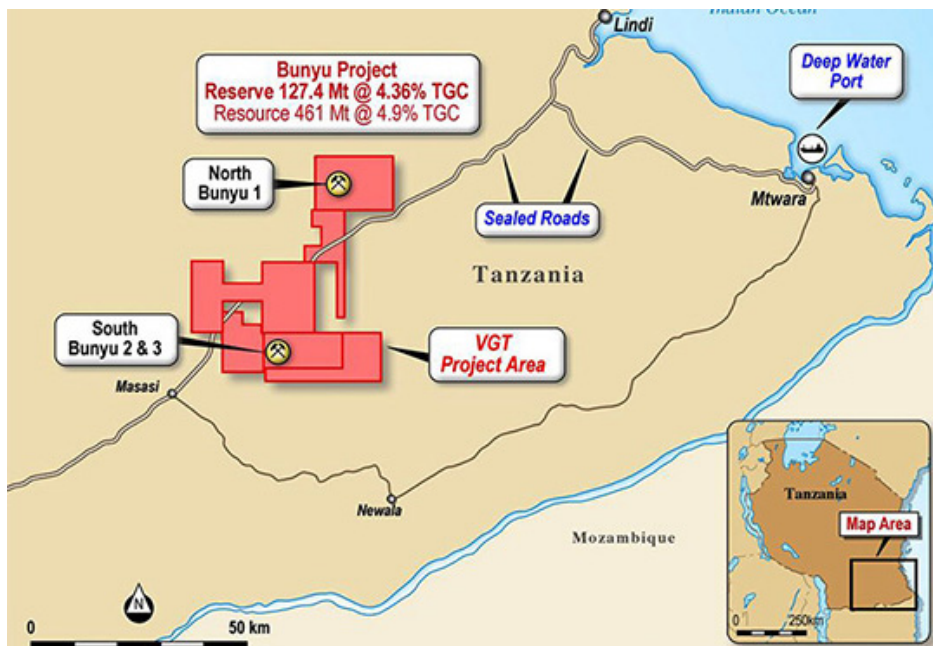 Indian Ocean
Lindi
Bunyu Project
Reserve 127.4 Mt @ 4.36% TGC
Resource 461 Mt @ 4.9% TGC
Deep Water
Port
North
Bunyu 1
Sealed Roads
Mtwara
Tanzania
South
Bunyu 2 & 3
VGT
Project Area
Masasi
Newala
Mozambique
N
0
50 km
Tanzania
Map Area
0
250km